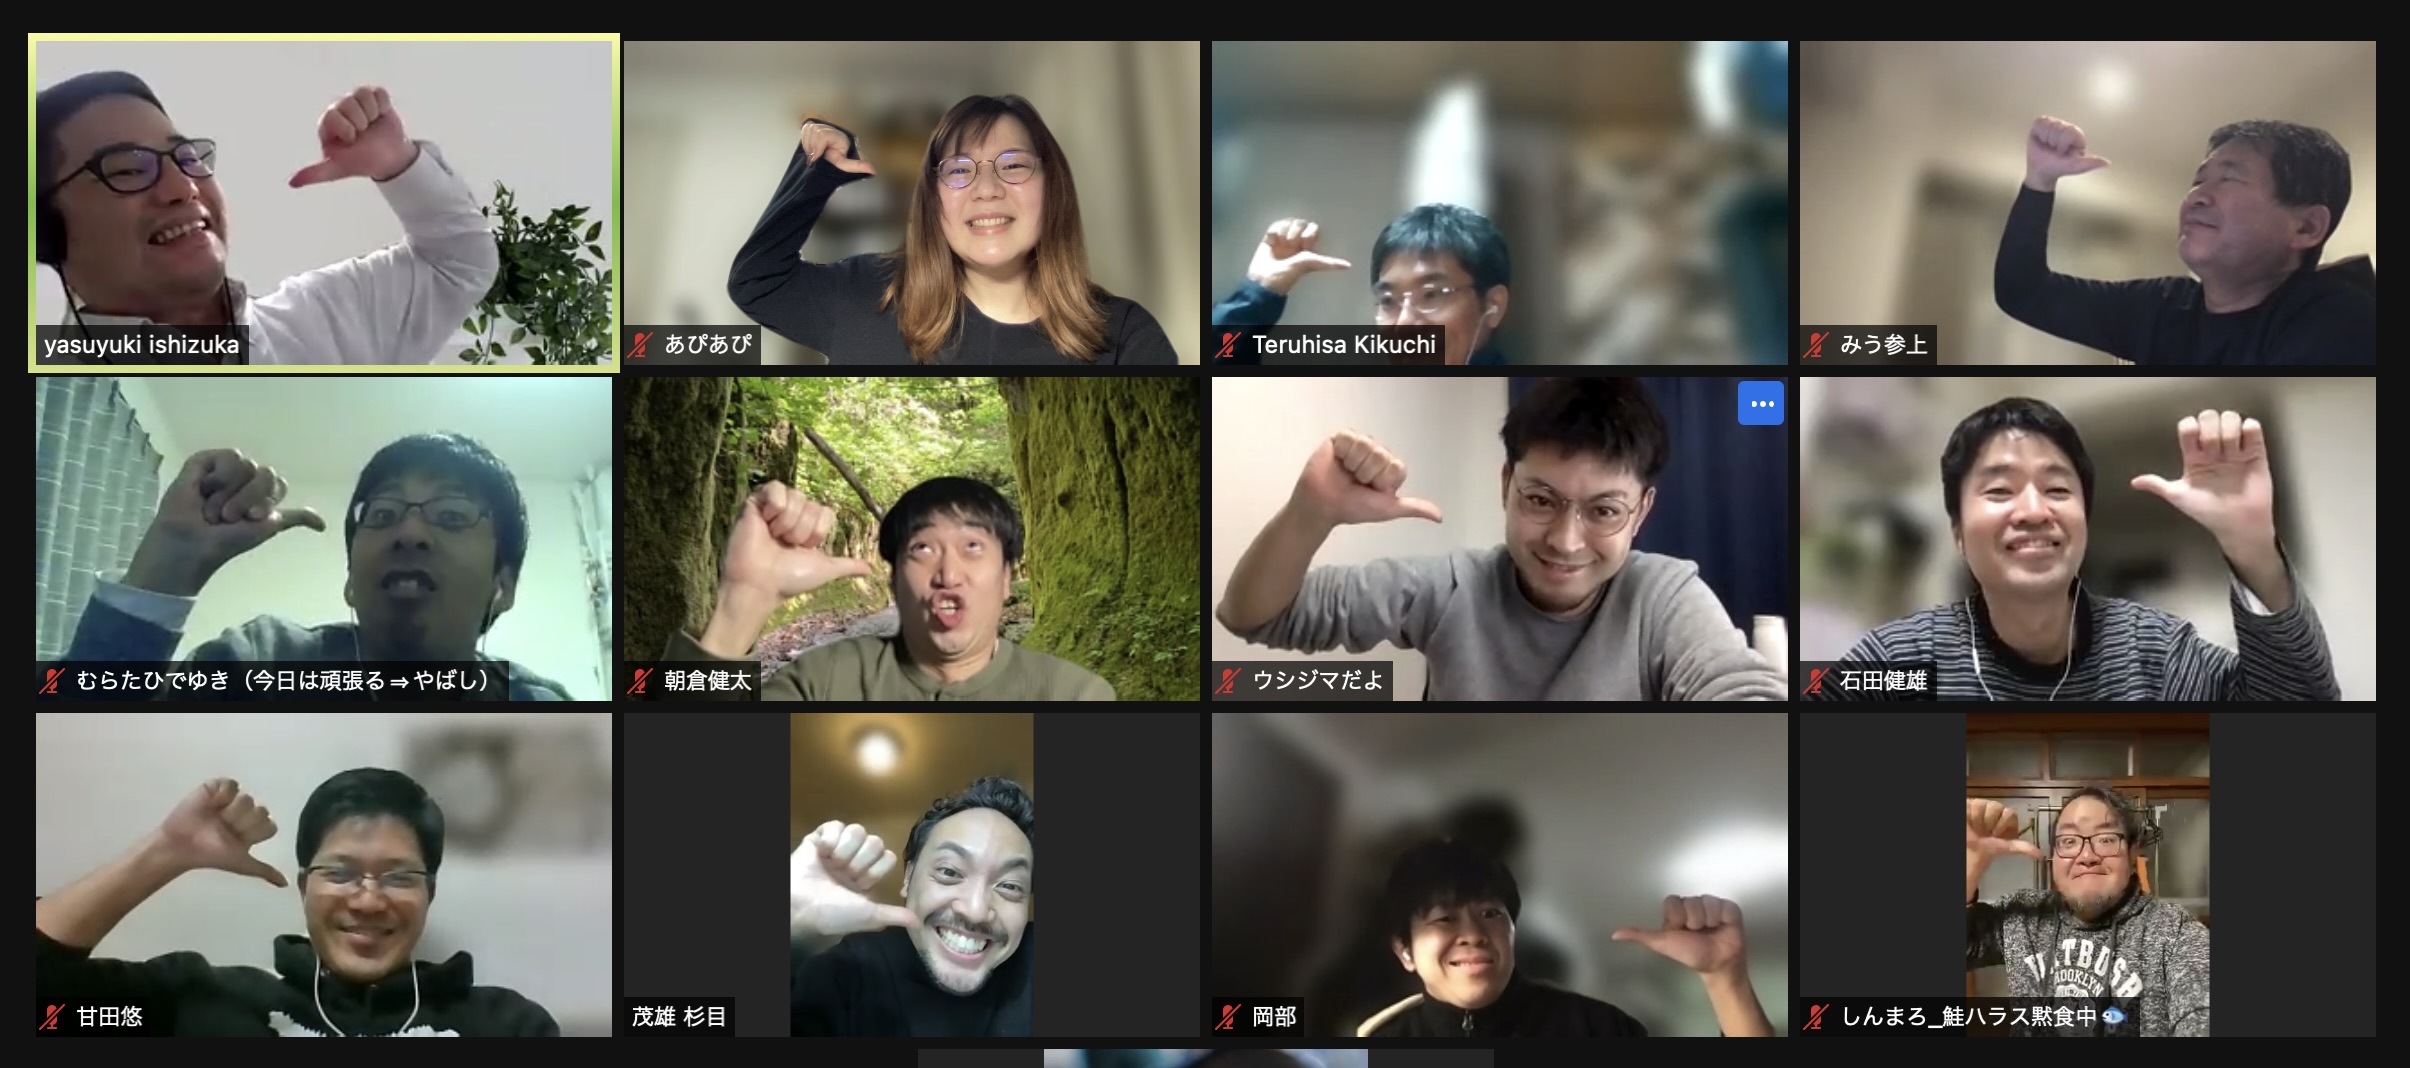 yasuyuki ishizuka
あぴあぴ
Teruhisa Kikuchi
みう参上
むらたひでゆき（今日は頑張る⇒やばし）
朝倉健太
ウシジマだよ
石田健雄
甘田悠
茂雄 杉目
岡部
しんまろ_鮭ハラス黙食中🐟
BROOKLYN